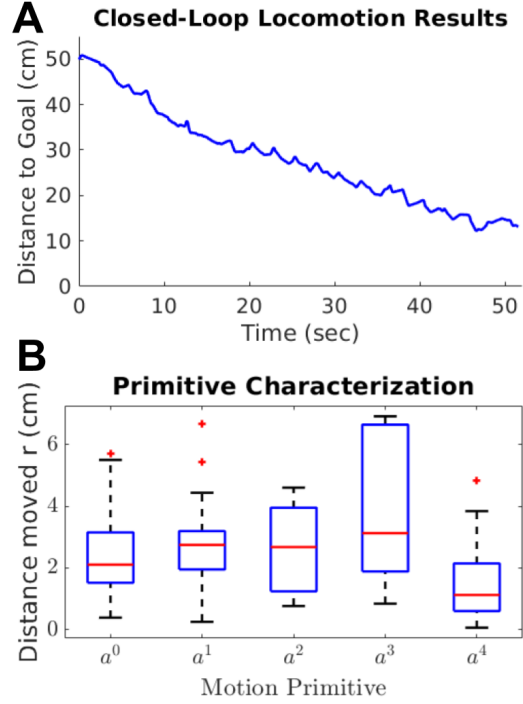 A
Closed-Loop Locomotion Results
Distance to Goal (cm)
50
40
30
20
10
0
0 10 20 30 40 50
Time (sec)
B
Primitive Characterization
Distance moved r (cm)
6
4
2
0
a⁰ a¹ a² a³ a⁴
Motion Primitive